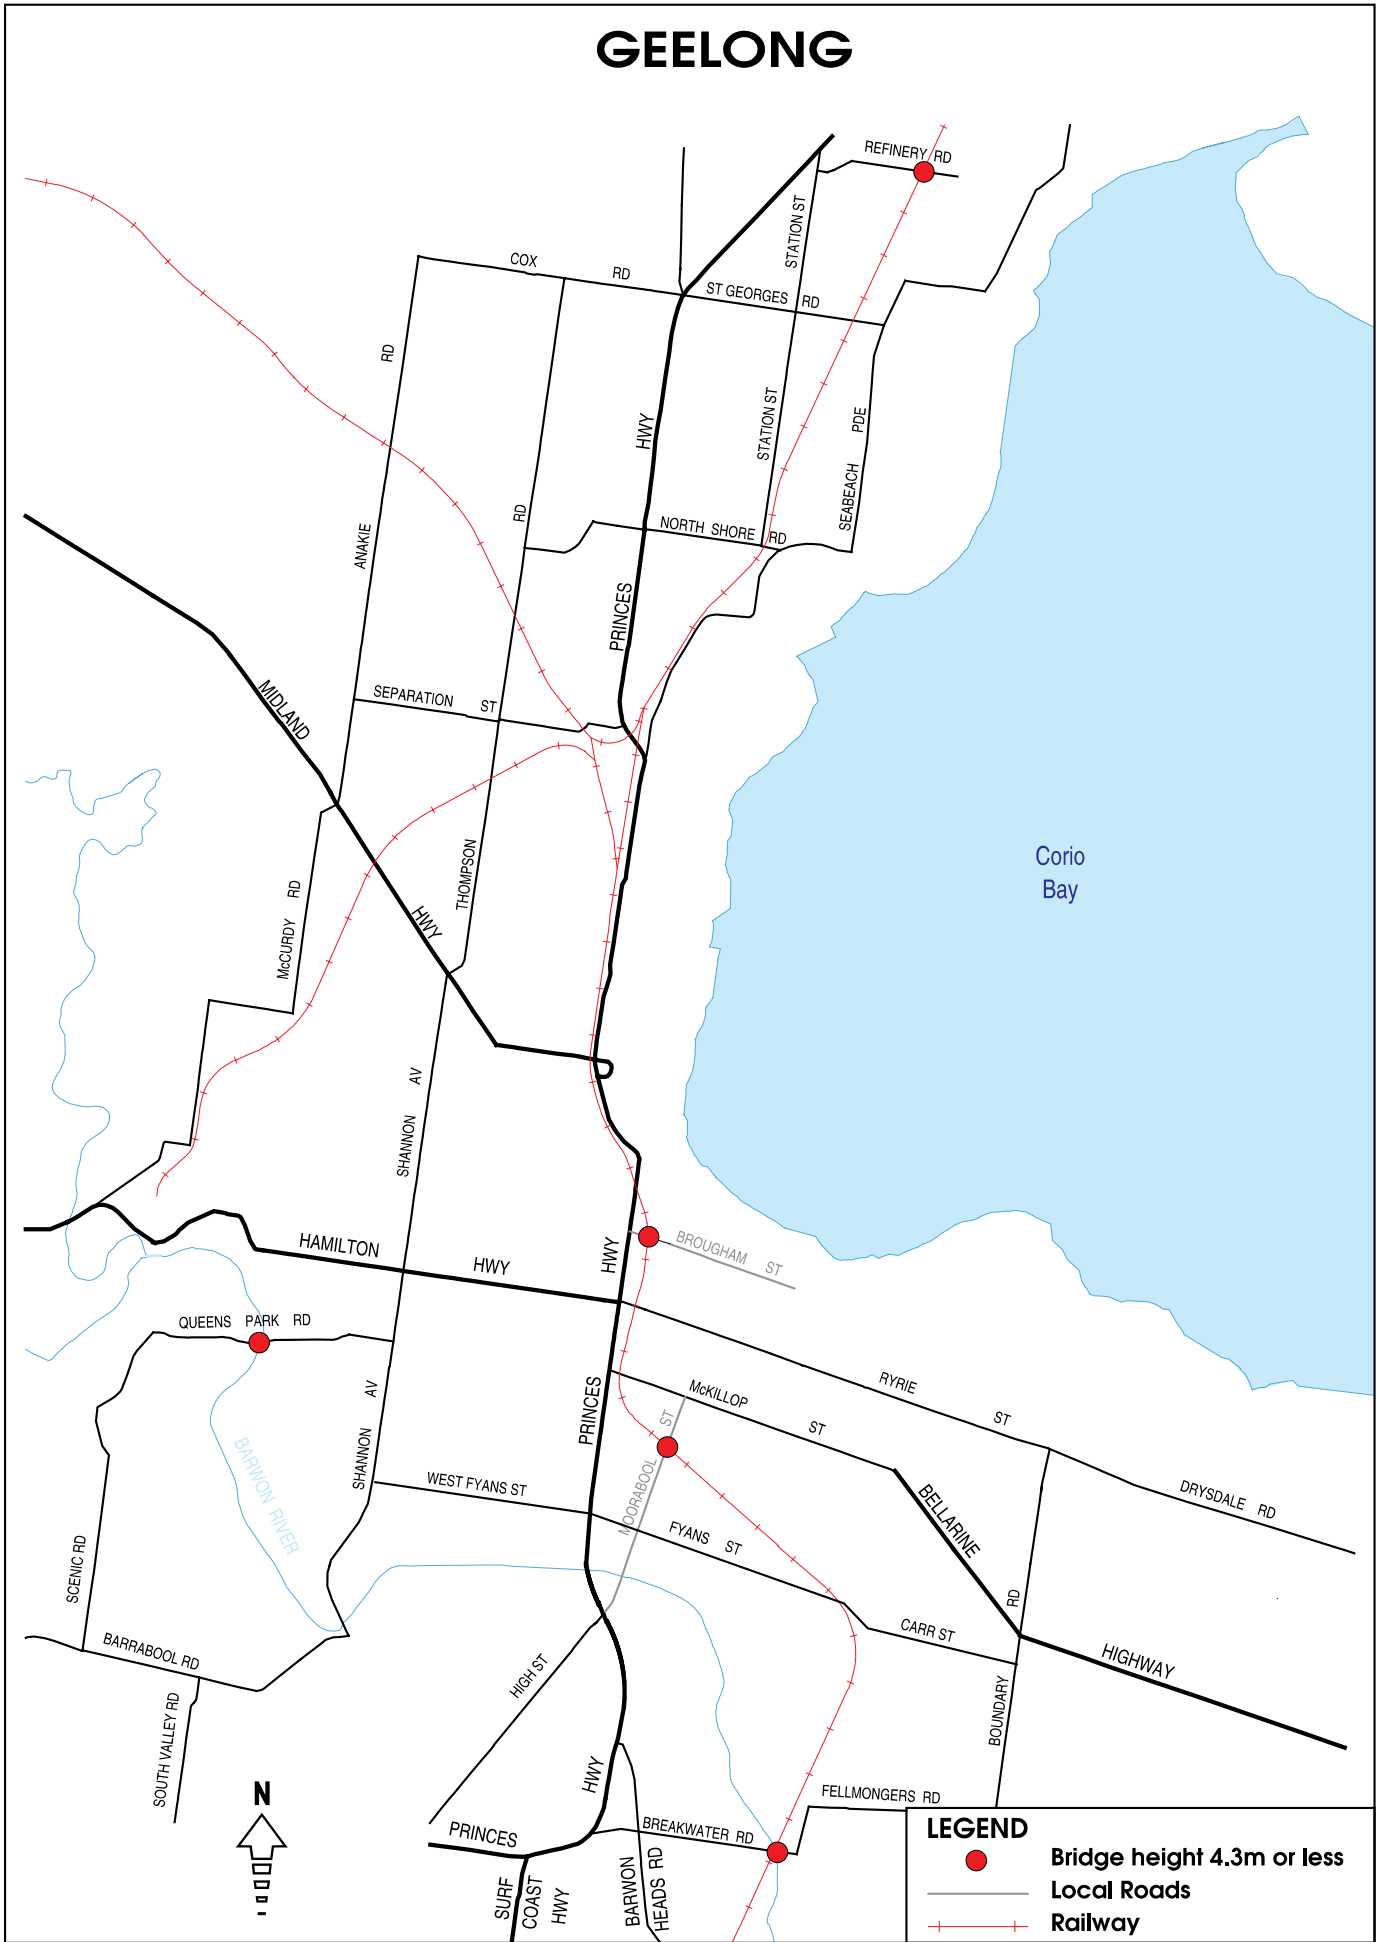 GEELONG
REFINERY RD
STATION ST
COX RD
ST GEORGES RD
ANAKIE RD
HWY
STATION ST
SEABEACH PDE
RD
NORTH SHORE RD
PRINCES
SEPARATION ST
MIDLAND
HWY
THOMPSON
McCURDY RD
Corio
Bay
SHANNON AV
HAMILTON HWY
HWY
BROUGHAM ST
QUEENS PARK RD
SHANNON AV
PRINCES
McKILLOP ST
RYRIE ST
MOORABOOL ST
BARWON RIVER
WEST FYANS ST
FYANS ST
BELLARINE
HIGHWAY
DRYSDALE RD
SCENIC RD
BARRABOOL RD
SOUTH VALLEY RD
HIGH ST
CARR ST
BOUNDARY RD
HWY
PRINCES
BREAKWATER RD
FELLMONGERS RD
SURF
COAST
HWY
BARWON
HEADS RD
N
LEGEND
Bridge height 4.3m or less
Local Roads
Railway